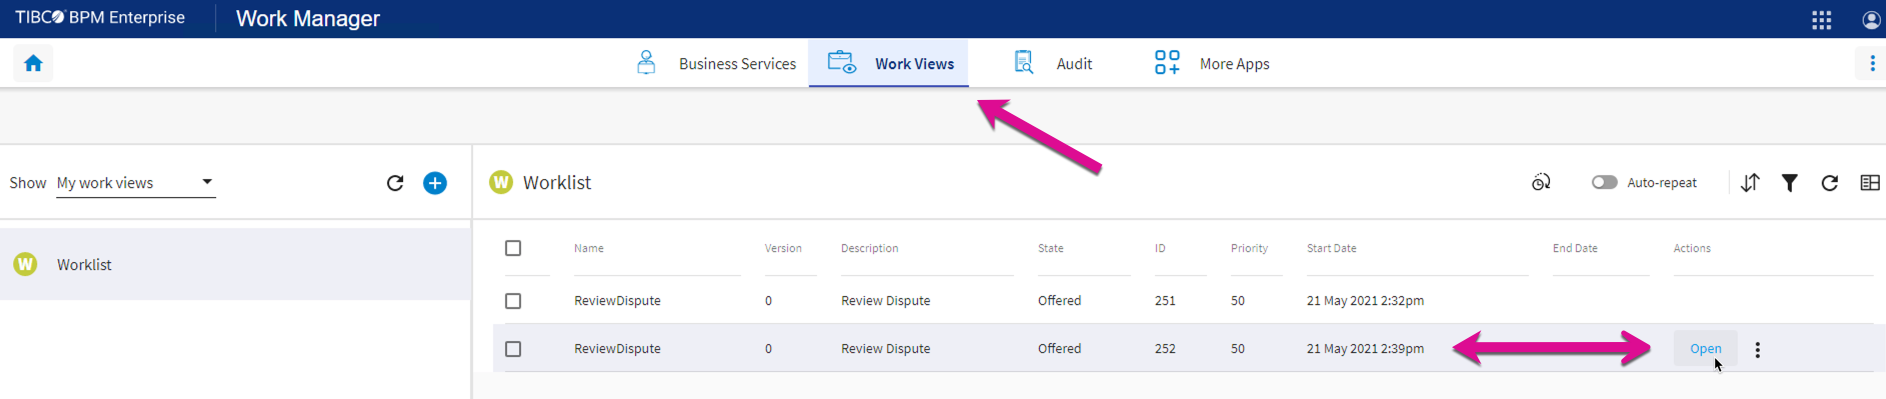 TIBCO BPM Enterprise Work Manager
Business Services Work Views Audit More Apps
Show My work views
W Worklist
Auto-repeat
W Worklist
Name Version Description State ID Priority Start Date End Date Actions
ReviewDispute 0 Review Dispute Offered 251 50 21 May 2021 2:32pm
ReviewDispute 0 Review Dispute Offered 252 50 21 May 2021 2:39pm Open